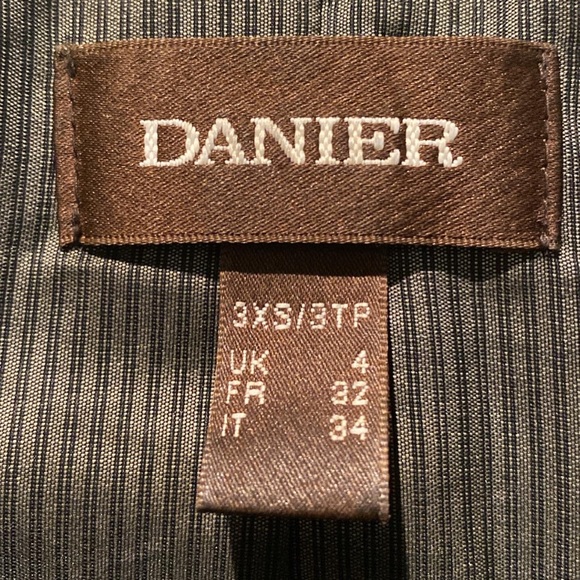 DANIER
3XS/3TP
UK 4
FR 32
IT 34